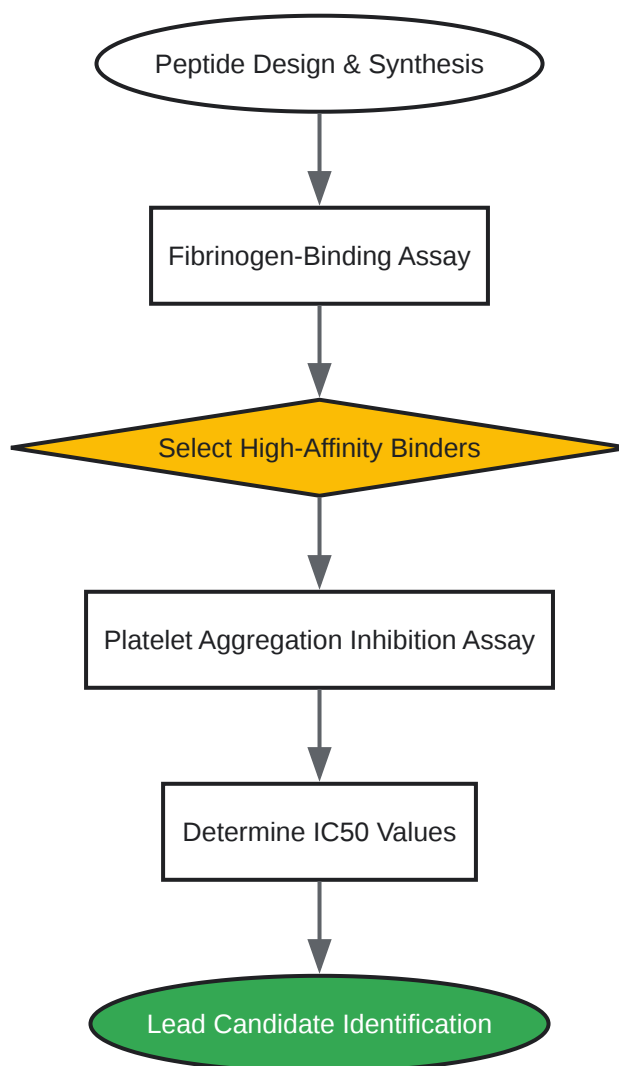 Peptide Design & Synthesis
Fibrinogen-Binding Assay
Select High-Affinity Binders
Platelet Aggregation Inhibition Assay
Determine IC50 Values
Lead Candidate Identification